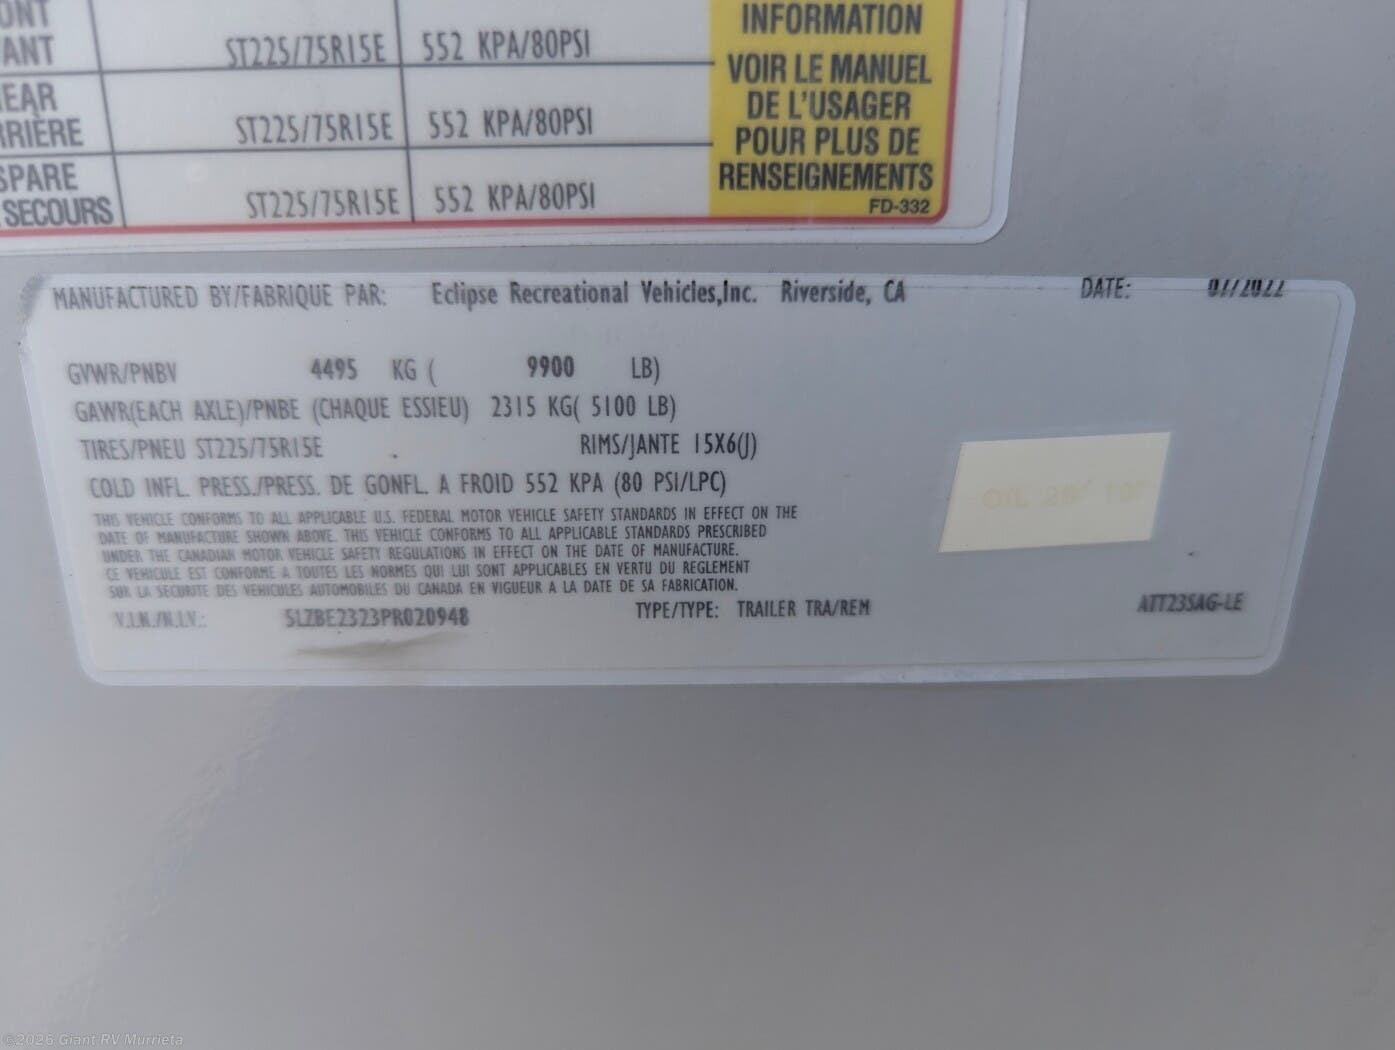 ST225/75R15E 552 KPA/80PSI
ST225/75R15E 552 KPA/80PSI
SPARE
SECOURS ST225/75R15E 552 KPA/80PSI
INFORMATION
VOIR LE MANUEL
DE L'USAGER
POUR PLUS DE
RENSEIGNEMENTS
FD-332
MANUFACTURED BY/FABRIQUE PAR: Eclipse Recreational Vehicles,Inc. Riverside, CA DATE: 07/2022
GVWR/PNBV 4495 KG ( 9900 LB)
GAWR(EACH AXLE)/PNBE (CHAQUE ESSIEU) 2315 KG( 5100 LB)
TIRES/PNEU ST225/75R15E RIMS/JANTE 15X6(J)
COLD INFL. PRESS./PRESS. DE GONFL. A FROID 552 KPA (80 PSI/LPC)
THIS VEHICLE CONFORMS TO ALL APPLICABLE U.S. FEDERAL MOTOR VEHICLE SAFETY STANDARDS IN EFFECT ON THE
DATE OF MANUFACTURE SHOWN ABOVE. THIS VEHICLE CONFORMS TO ALL APPLICABLE STANDARDS PRESCRIBED
UNDER THE CANADIAN MOTOR VEHICLE SAFETY REGULATIONS IN EFFECT ON THE DATE OF MANUFACTURE.
CE VEHICULE EST CONFORME A TOUTES LES NORMES QUI LUI SONT APPLICABLES EN VERTU DU REGLEMENT
SUR LA SECURITE DES VEHICULES AUTOMOBILES DU CANADA EN VIGUEUR A LA DATE DE SA FABRICATION.
V.I.N./N.I.V.: 5LZBE2323PR020948 TYPE/TYPE: TRAILER TRA/REM ATT23SAG-LE
©2026 Giant RV Murrieta